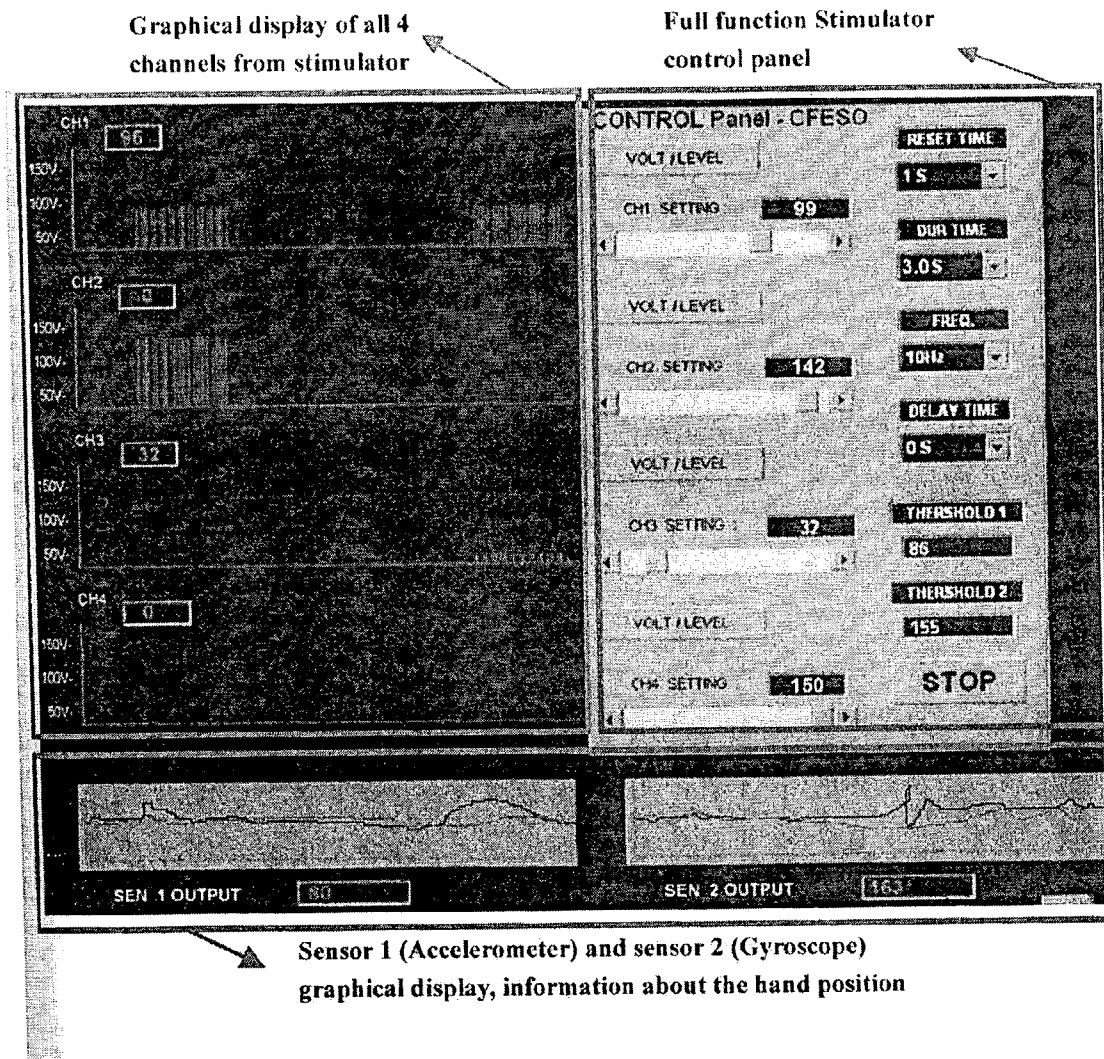 Graphical display of all 4
channels from stimulator
Full function Stimulator
control panel
CH1
150V-
100V-
50V-
CH2
0
150V-
100V-
50V-
CH3
32
150V-
100V-
50V-
CH4
0
150V-
100V-
50V-
CONTROL Panel - CFESO
VOLT / LEVEL
CH1 SETTING 99
VOLT / LEVEL
CH2 SETTING 142
VOLT / LEVEL
CH3 SETTING : 32
VOLT / LEVEL
CH4 SETTING 150
RESET TIME
1 S
DUR TIME
3.0 S
FREQ.
10Hz
DELAY TIME
0 S
THERSHOLD 1
86
THERSHOLD 2
155
STOP
SEN .1 OUTPUT 80
SEN .2 OUTPUT 163
Sensor 1 (Accelerometer) and sensor 2 (Gyroscope)
graphical display, information about the hand position